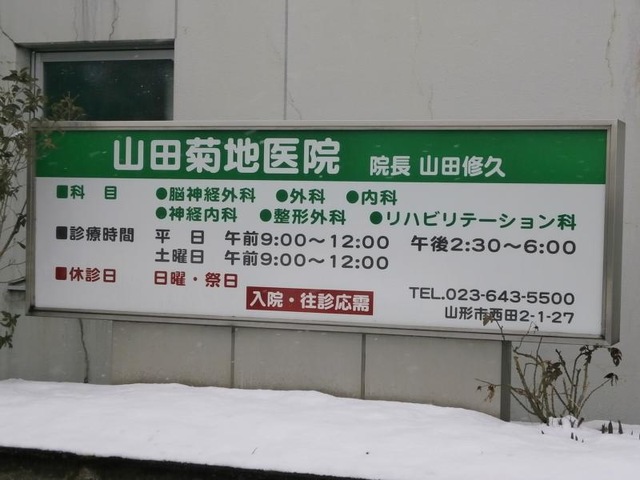 山田菊地医院 院長 山田修久
■科 目 ●脳神経外科 ●外科 ●内科
●神経内科 ●整形外科 ●リハビリテーション科
■診療時間 平 日 午前9:00〜12:00 午後2:30〜6:00
土曜日 午前9:00〜12:00
■休診日 日曜・祭日
入院・往診応需
TEL.023-643-5500
山形市西田2-1-27